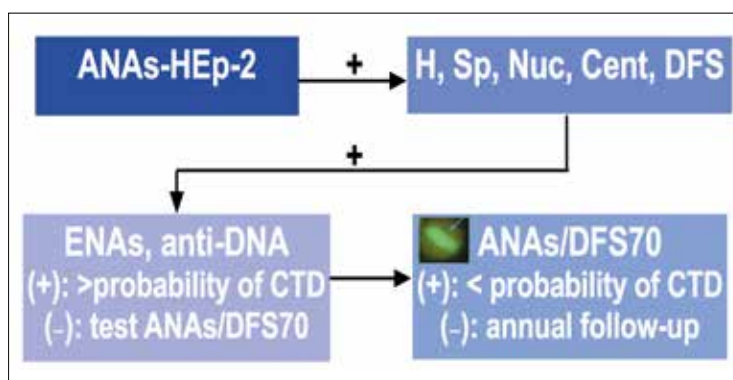 ANAs-HEp-2
+
H, Sp, Nuc, Cent, DFS
+
ENAs, anti-DNA
(+): >probability of CTD
(–): test ANAs/DFS70
ANAs/DFS70
(+): < probability of CTD
(–): annual follow-up